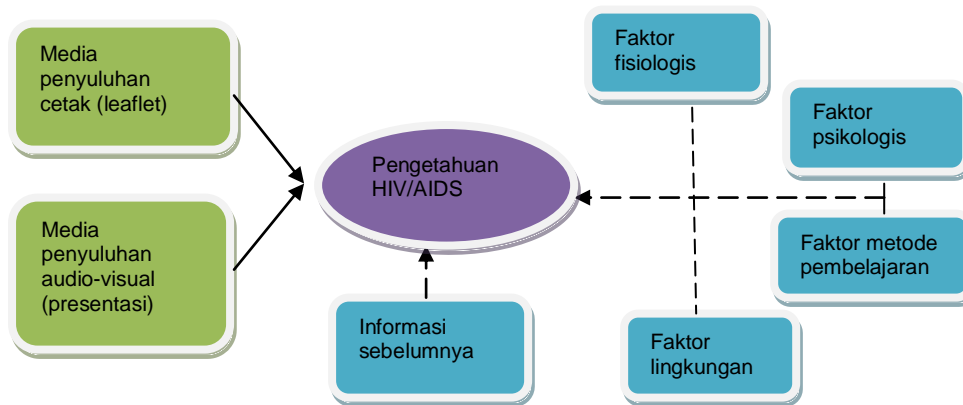 Media
penyuluhan
cetak (leaflet)
Media
penyuluhan
audio-visual
(presentasi)
Pengetahuan
HIV/AIDS
Informasi
sebelumnya
Faktor
fisiologis
Faktor
psikologis
Faktor metode
pembelajaran
Faktor
lingkungan